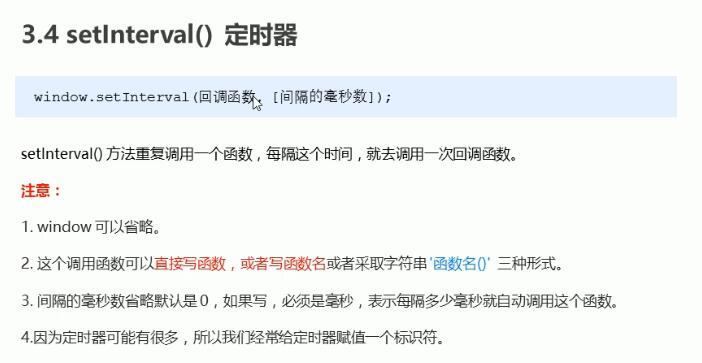 3.4 setInterval() 定时器
window.setInterval(回调函数, [间隔的毫秒数]);
setInterval() 方法重复调用一个函数，每隔这个时间，就去调用一次回调函数。
注意：
1. window 可以省略。
2. 这个调用函数可以直接写函数，或者写函数名或者采取字符串 '函数名()' 三种形式。
3. 间隔的毫秒数省略默认是 0，如果写，必须是毫秒，表示每隔多少毫秒就自动调用这个函数。
4.因为定时器可能有很多，所以我们经常给定时器赋值一个标识符。